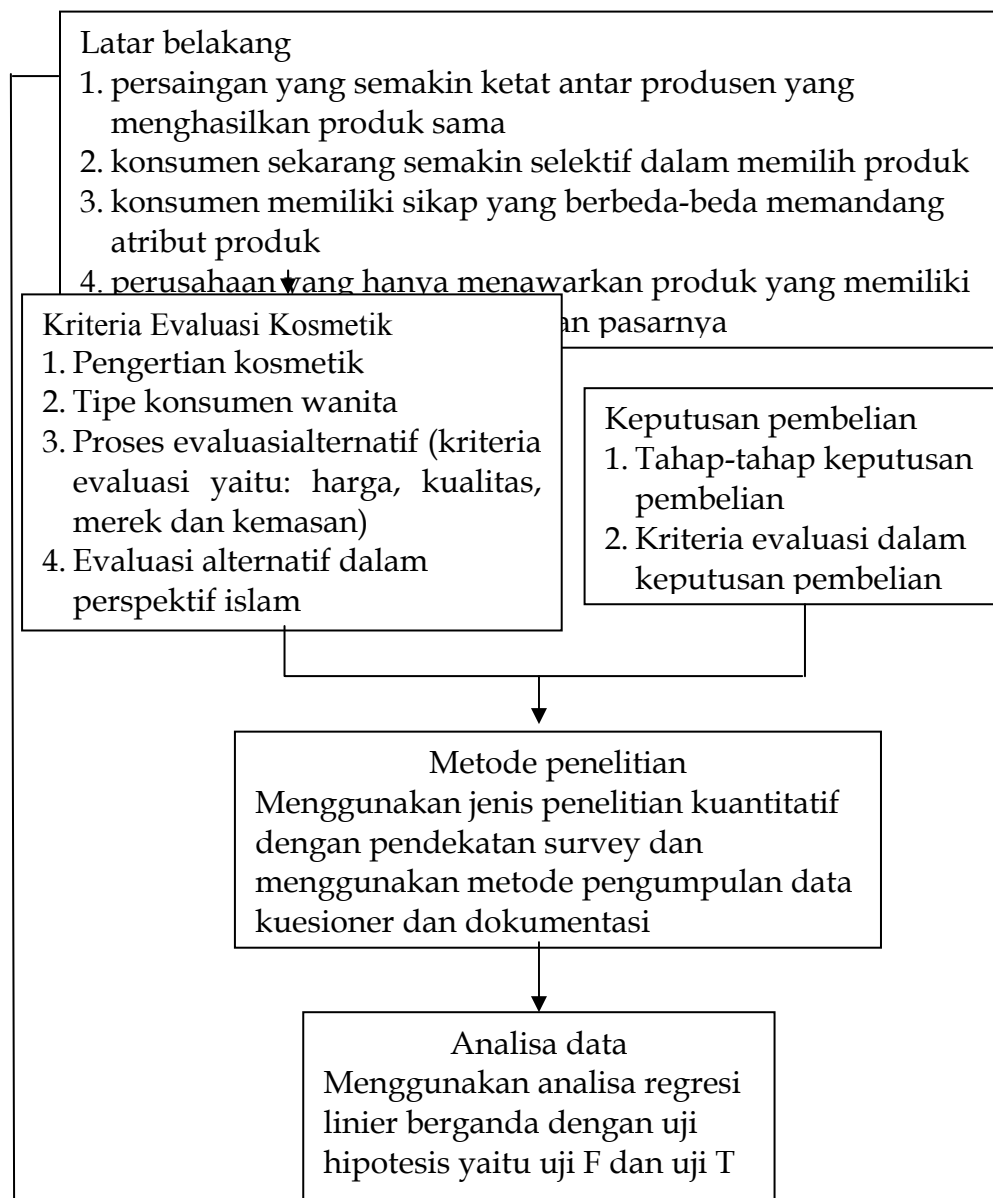 Latar belakang
1. persaingan yang semakin ketat antar produsen yang
menghasilkan produk sama
2. konsumen sekarang semakin selektif dalam memilih produk
3. konsumen memiliki sikap yang berbeda-beda memandang
atribut produk
4. perusahaan yang hanya menawarkan produk yang memiliki
an pasarnya
Kriteria Evaluasi Kosmetik
1. Pengertian kosmetik
2. Tipe konsumen wanita
3. Proses evaluasialternatif (kriteria
evaluasi yaitu: harga, kualitas,
merek dan kemasan)
4. Evaluasi alternatif dalam
perspektif islam
Keputusan pembelian
1. Tahap-tahap keputusan
pembelian
2. Kriteria evaluasi dalam
keputusan pembelian
Metode penelitian
Menggunakan jenis penelitian kuantitatif
dengan pendekatan survey dan
menggunakan metode pengumpulan data
kuesioner dan dokumentasi
Analisa data
Menggunakan analisa regresi
linier berganda dengan uji
hipotesis yaitu uji F dan uji T